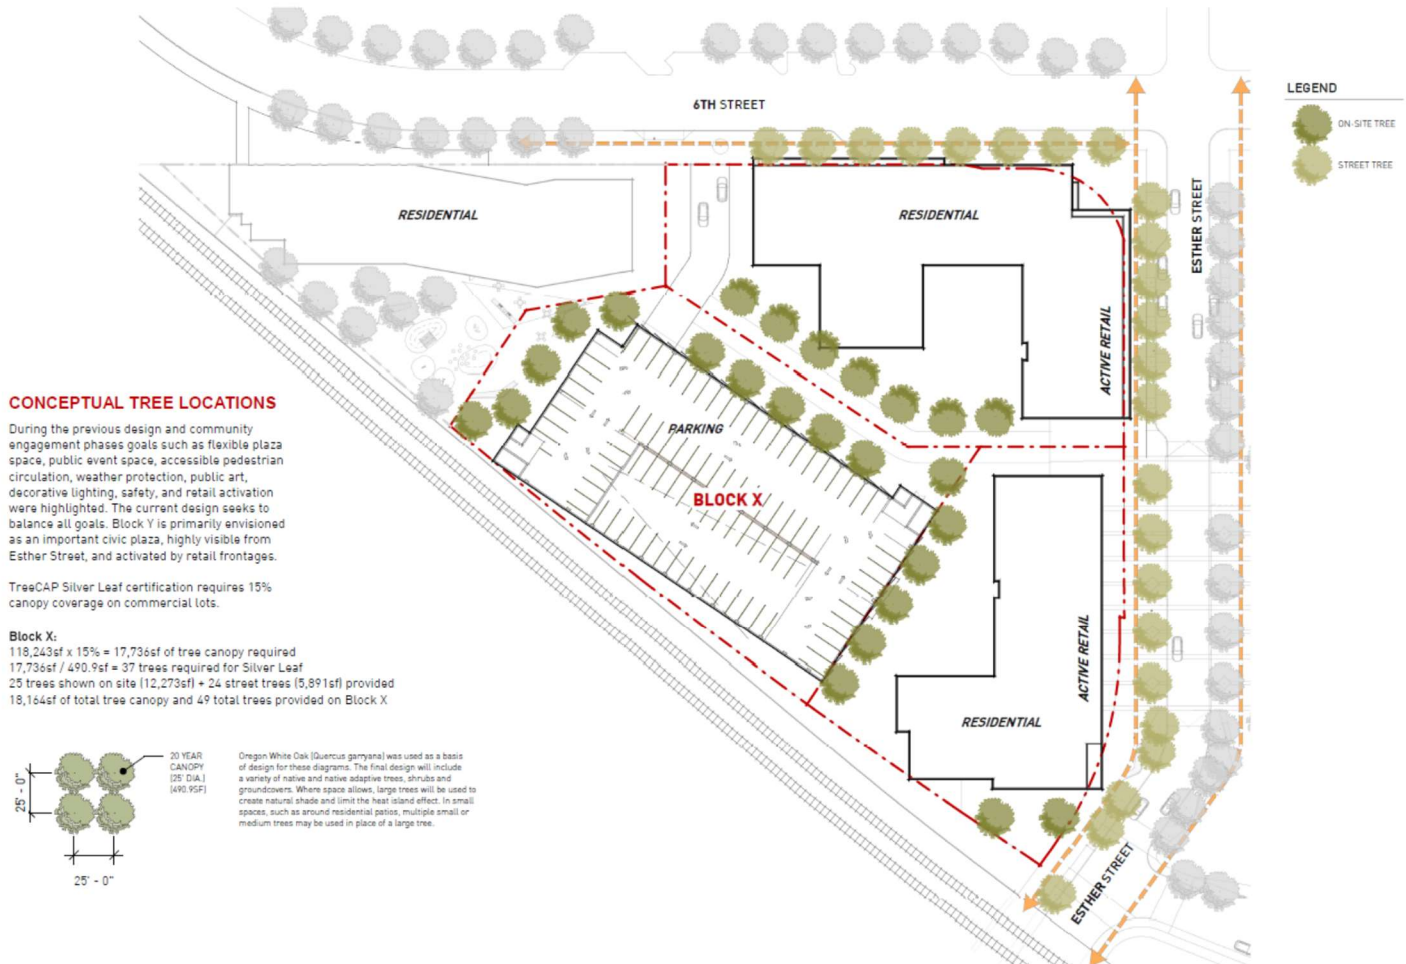 6TH STREET
LEGEND
ON-SITE TREE
STREET TREE
RESIDENTIAL
RESIDENTIAL
ESTHER STREET
ACTIVE RETAIL
CONCEPTUAL TREE LOCATIONS
During the previous design and community
engagement phases goals such as flexible plaza
space, public event space, accessible pedestrian
circulation, weather protection, public art,
decorative lighting, safety, and retail activation
were highlighted. The current design seeks to
balance all goals. Block Y is primarily envisioned
as an important civic plaza, highly visible from
Esther Street, and activated by retail frontages.
TreeCAP Silver Leaf certification requires 15%
canopy coverage on commercial lots.
Block X:
118,243sf x 15% = 17,736sf of tree canopy required
17,736sf / 490.9sf = 37 trees required for Silver Leaf
25 trees shown on site (12,273sf) + 24 street trees (5,891sf) provided
18,164sf of total tree canopy and 49 total trees provided on Block X
PARKING
BLOCK X
ACTIVE RETAIL
RESIDENTIAL
ESTHER STREET
20 YEAR
CANOPY
(25' DIA.)
(490.9SF)
25' - 0"
25' - 0"
Oregon White Oak (Quercus garryana) was used as a basis
of design for these diagrams. The final design will include
a variety of native and native adaptive trees, shrubs and
groundcovers. Where space allows, large trees will be used to
create natural shade and limit the heat island effect. In small
spaces, such as around residential patios, multiple small or
medium trees may be used in place of a large tree.